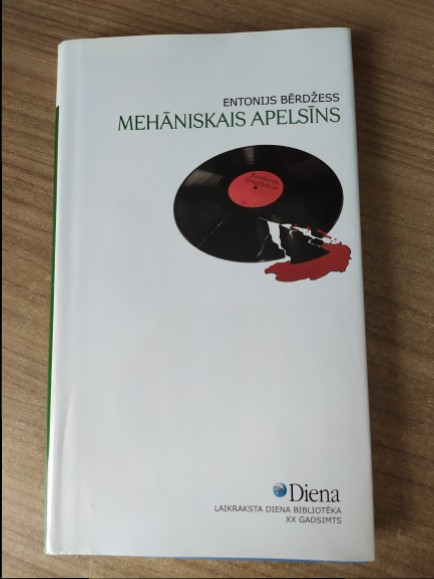 ENTONIJS BĒRDŽESS
MEHĀNISKAIS APELSĪNS
Diena
LAIKRAKSTA DIENA BIBLIOTĒKA
XX GADSIMTS